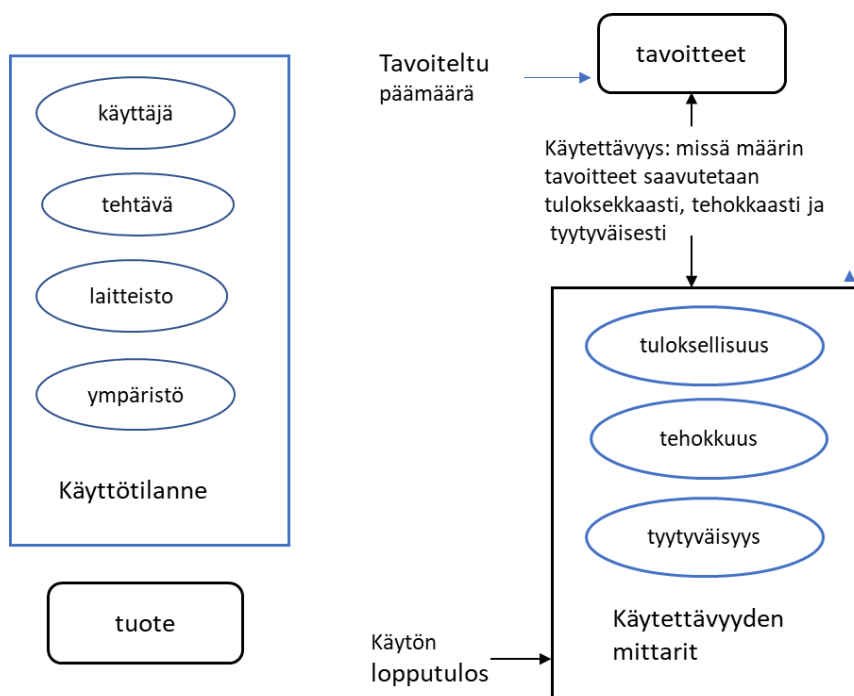 käyttäjä
tehtävä
laitteisto
ympäristö
Käyttötilanne
tuote
Tavoiteltu
päämäärä
tavoitteet
Käytettävyys: missä määrin
tavoitteet saavutetaan
tuloksekkaasti, tehokkaasti ja
tyytyväisesti
tuloksellisuus
tehokkuus
tyytyväisyys
Käytettävyyden
mittarit
Käytön
lopputulos